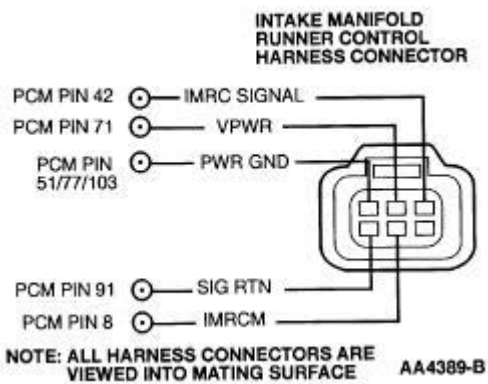 INTAKE MANIFOLD
RUNNER CONTROL
HARNESS CONNECTOR
PCM PIN 42 IMRC SIGNAL
PCM PIN 71 VPWR
PCM PIN 51/77/103 PWR GND
PCM PIN 91 SIG RTN
PCM PIN 8 IMRCM
NOTE: ALL HARNESS CONNECTORS ARE
VIEWED INTO MATING SURFACE
AA4389-B